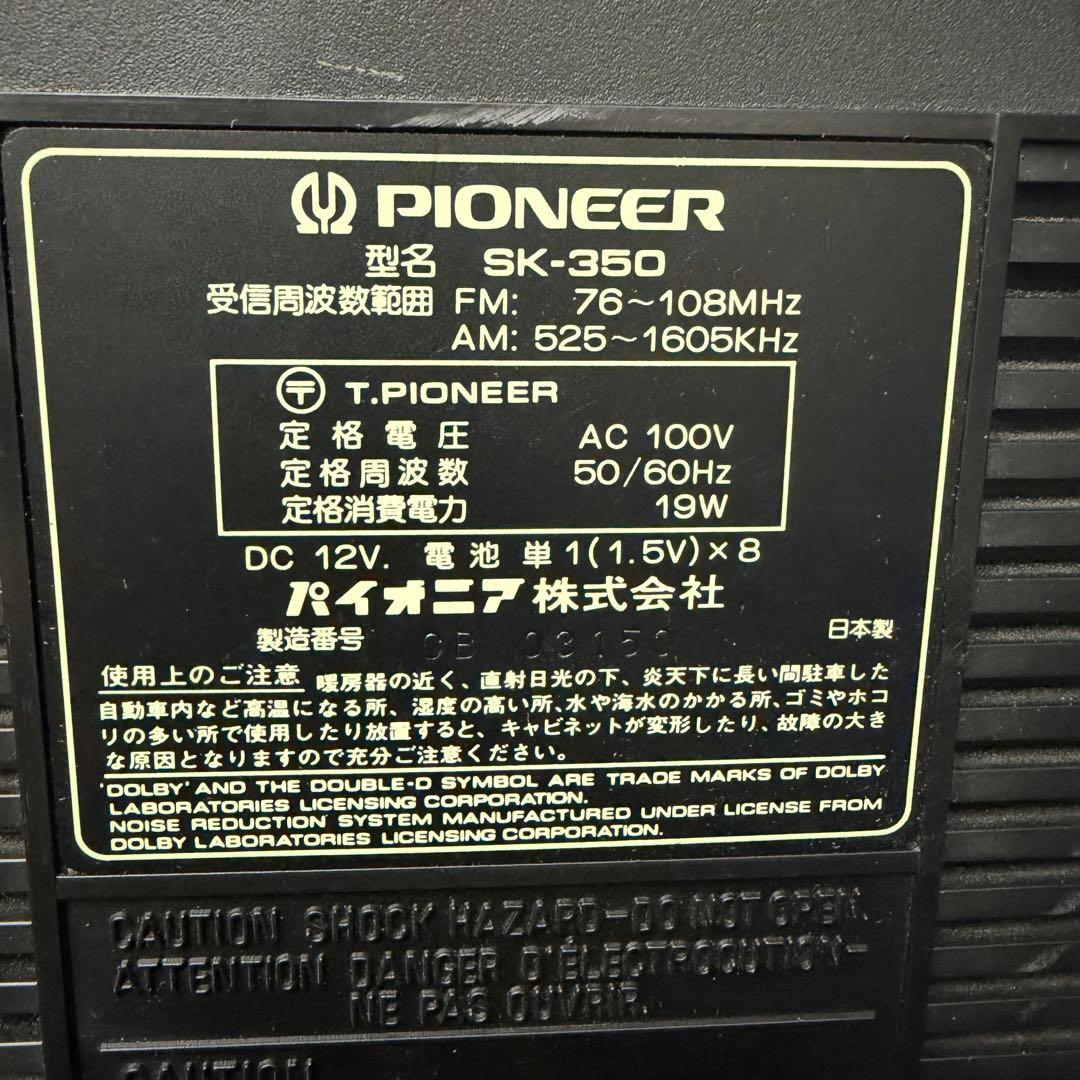 PIONEER
型名 SK-350
受信周波数範囲 FM: 76～108MHz
AM: 525～1605KHz
〒 T.PIONEER
定格電圧 AC 100V
定格周波数 50/60Hz
定格消費電力 19W
DC 12V. 電池 単1(1.5V)×8
パイオニア株式会社
製造番号 日本製
使用上のご注意 暖房器の近く、直射日光の下、炎天下に長い間駐車した
自動車内など高温になる所、湿度の高い所、水や海水のかかる所、ゴミやホコ
リの多い所で使用したり放置すると、キャビネットが変形したり、故障の大き
な原因となりますので充分ご注意ください。
'DOLBY' AND THE DOUBLE-D SYMBOL ARE TRADE MARKS OF DOLBY
LABORATORIES LICENSING CORPORATION.
NOISE REDUCTION SYSTEM MANUFACTURED UNDER LICENSE FROM
DOLBY LABORATORIES LICENSING CORPORATION.
CAUTION SHOCK HAZARD-DO NOT OPEN.
ATTENTION DANGER D'ÉLECTROCUTION-
NE PAS OUVRIR.
CAUTION